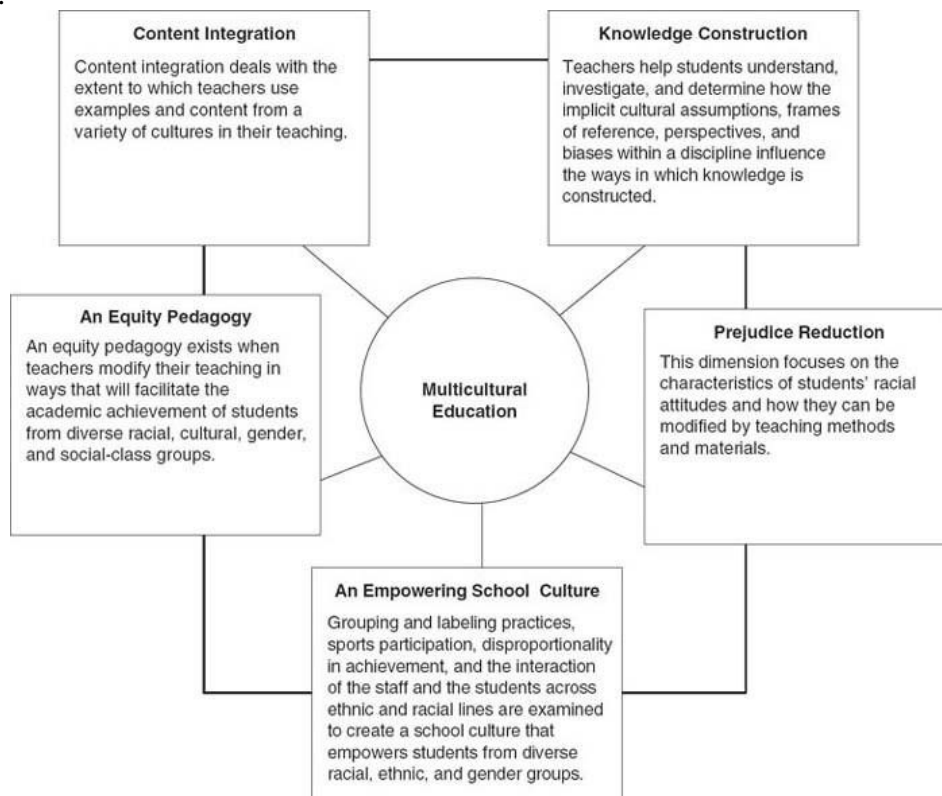 Content Integration
Content integration deals with the
extent to which teachers use
examples and content from a
variety of cultures in their teaching.
Knowledge Construction
Teachers help students understand,
investigate, and determine how the
implicit cultural assumptions, frames
of reference, perspectives, and
biases within a discipline influence
the ways in which knowledge is
constructed.
An Equity Pedagogy
An equity pedagogy exists when
teachers modify their teaching in
ways that will facilitate the
academic achievement of students
from diverse racial, cultural, gender,
and social-class groups.
Multicultural
Education
Prejudice Reduction
This dimension focuses on the
characteristics of students' racial
attitudes and how they can be
modified by teaching methods
and materials.
An Empowering School Culture
Grouping and labeling practices,
sports participation, disproportionality
in achievement, and the interaction
of the staff and the students across
ethnic and racial lines are examined
to create a school culture that
empowers students from diverse
racial, ethnic, and gender groups.